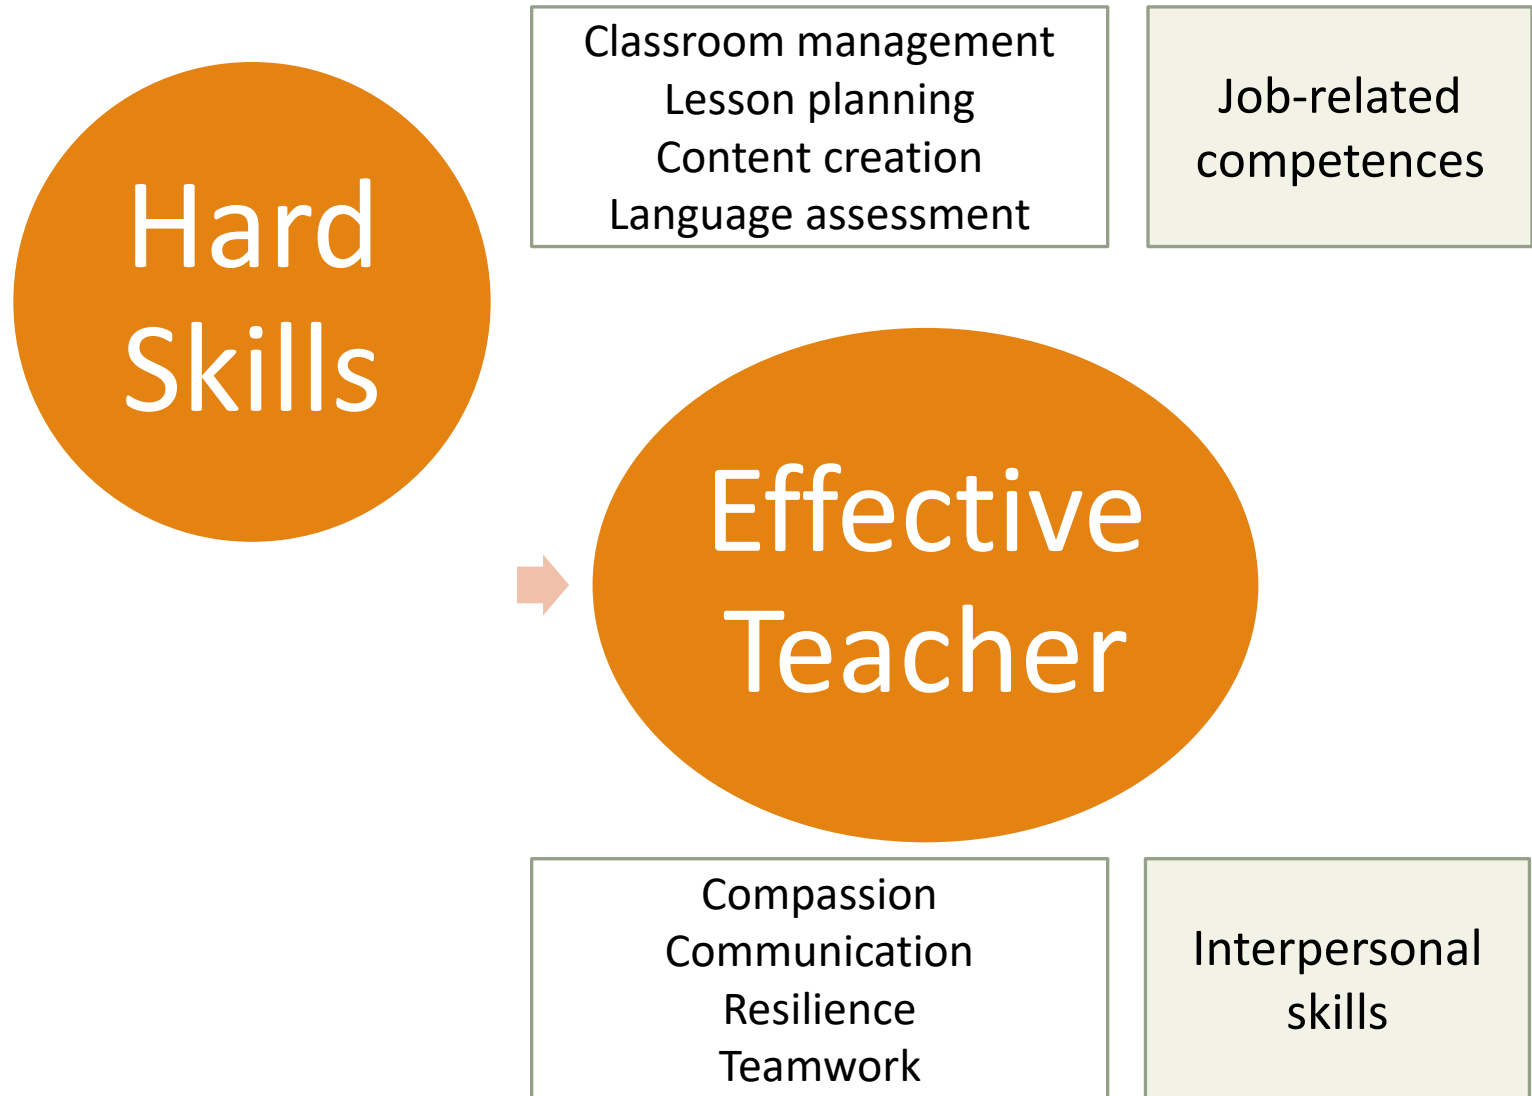 Hard
Skills
Classroom management
Lesson planning
Content creation
Language assessment
Job-related
competences
Effective
Teacher
Compassion
Communication
Resilience
Teamwork
Interpersonal
skills